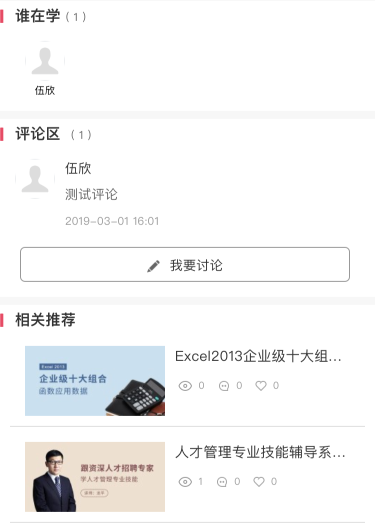 谁在学 ( 1 )
伍欣
评论区 ( 1 )
伍欣
测试评论
2019-03-01 16:01
我要讨论
相关推荐
Excel 2013
企业级十大组合
函数应用数据
Excel2013企业级十大组...
0 0 0
跟资深人才招聘专家
学人才管理专业技能
人才管理专业技能辅导系...
1 0 0